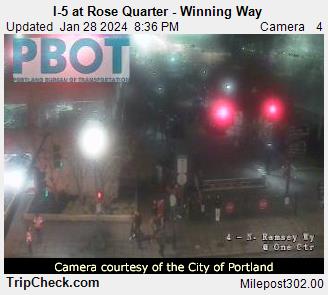 I-5 at Rose Quarter - Winning Way
Updated Jan 28 2024 8:36 PM Camera 4
PBOT
PORTLAND BUREAU OF TRANSPORTATION
4 - N. Ramsey Wy
@ One Ctr
Camera courtesy of the City of Portland
TripCheck.com Milepost302.00